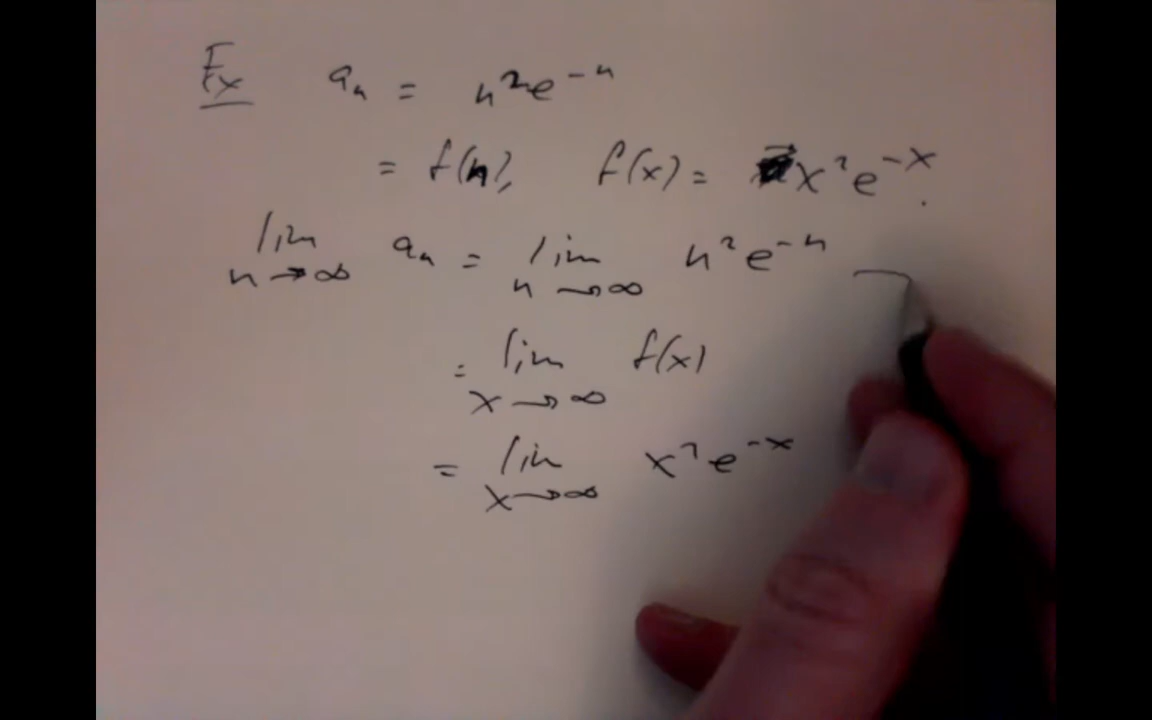 Ex aₙ = n²e⁻ⁿ
= f(n), f(x) = x²e⁻ˣ.
lim n→∞ aₙ = lim n→∞ n²e⁻ⁿ
= lim x→∞ f(x)
= lim x→∞ x²e⁻ˣ